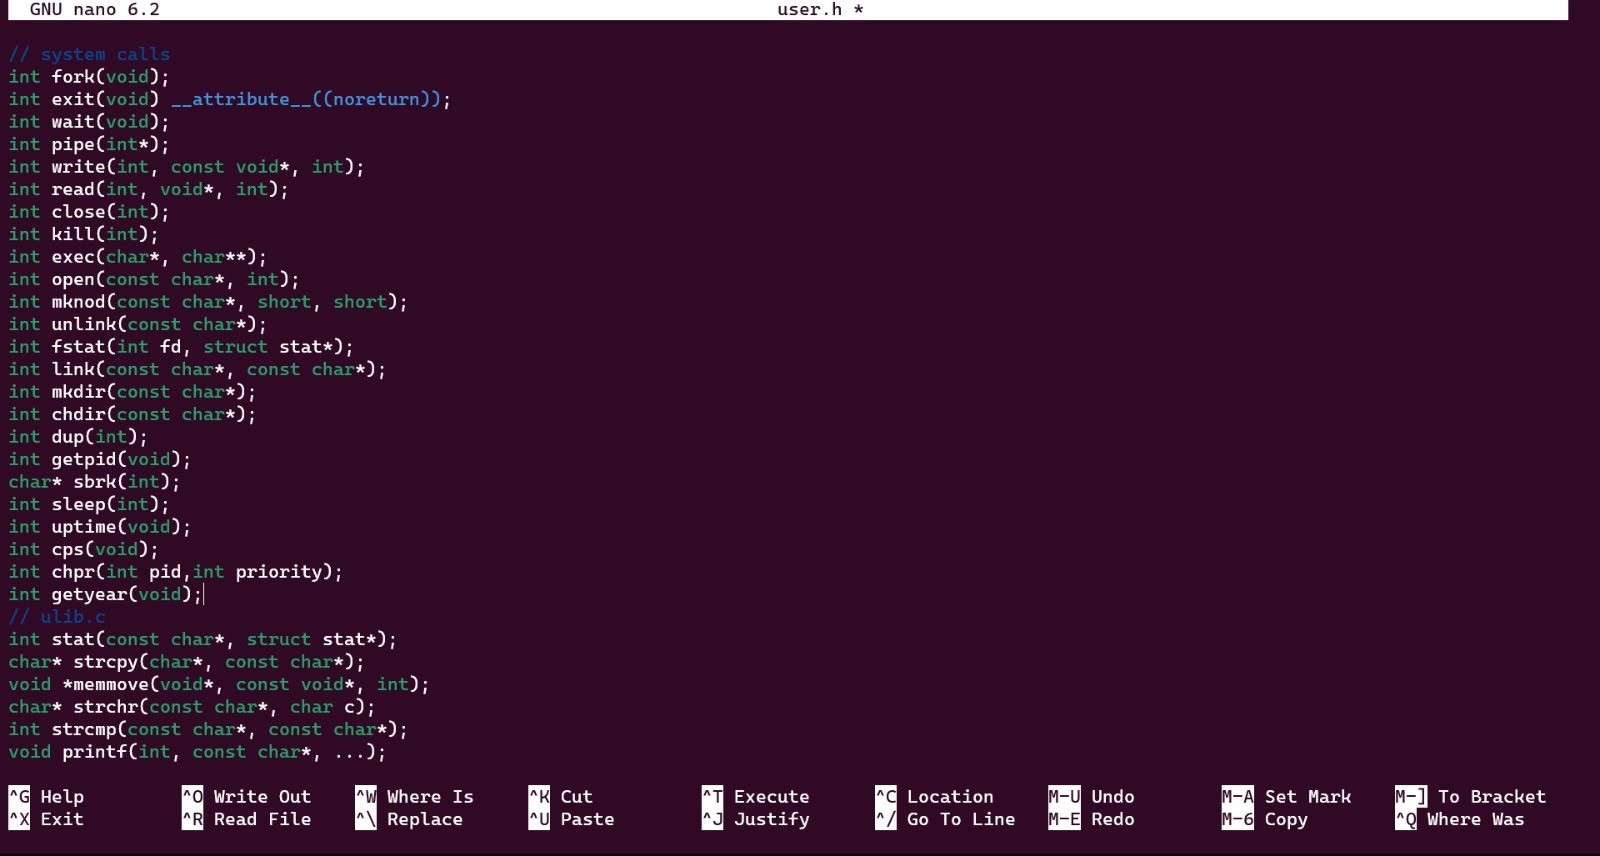 GNU nano 6.2 user.h *
// system calls
int fork(void);
int exit(void) __attribute__((noreturn));
int wait(void);
int pipe(int*);
int write(int, const void*, int);
int read(int, void*, int);
int close(int);
int kill(int);
int exec(char*, char**);
int open(const char*, int);
int mknod(const char*, short, short);
int unlink(const char*);
int fstat(int fd, struct stat*);
int link(const char*, const char*);
int mkdir(const char*);
int chdir(const char*);
int dup(int);
int getpid(void);
char* sbrk(int);
int sleep(int);
int uptime(void);
int cps(void);
int chpr(int pid,int priority);
int getyear(void);
// ulib.c
int stat(const char*, struct stat*);
char* strcpy(char*, const char*);
void *memmove(void*, const void*, int);
char* strchr(const char*, char c);
int strcmp(const char*, const char*);
void printf(int, const char*, ...);
^G Help ^O Write Out ^W Where Is ^K Cut ^T Execute ^C Location M-U Undo M-A Set Mark M-] To Bracket
^X Exit ^R Read File ^\ Replace ^U Paste ^J Justify ^/ Go To Line M-E Redo M-6 Copy ^Q Where Was